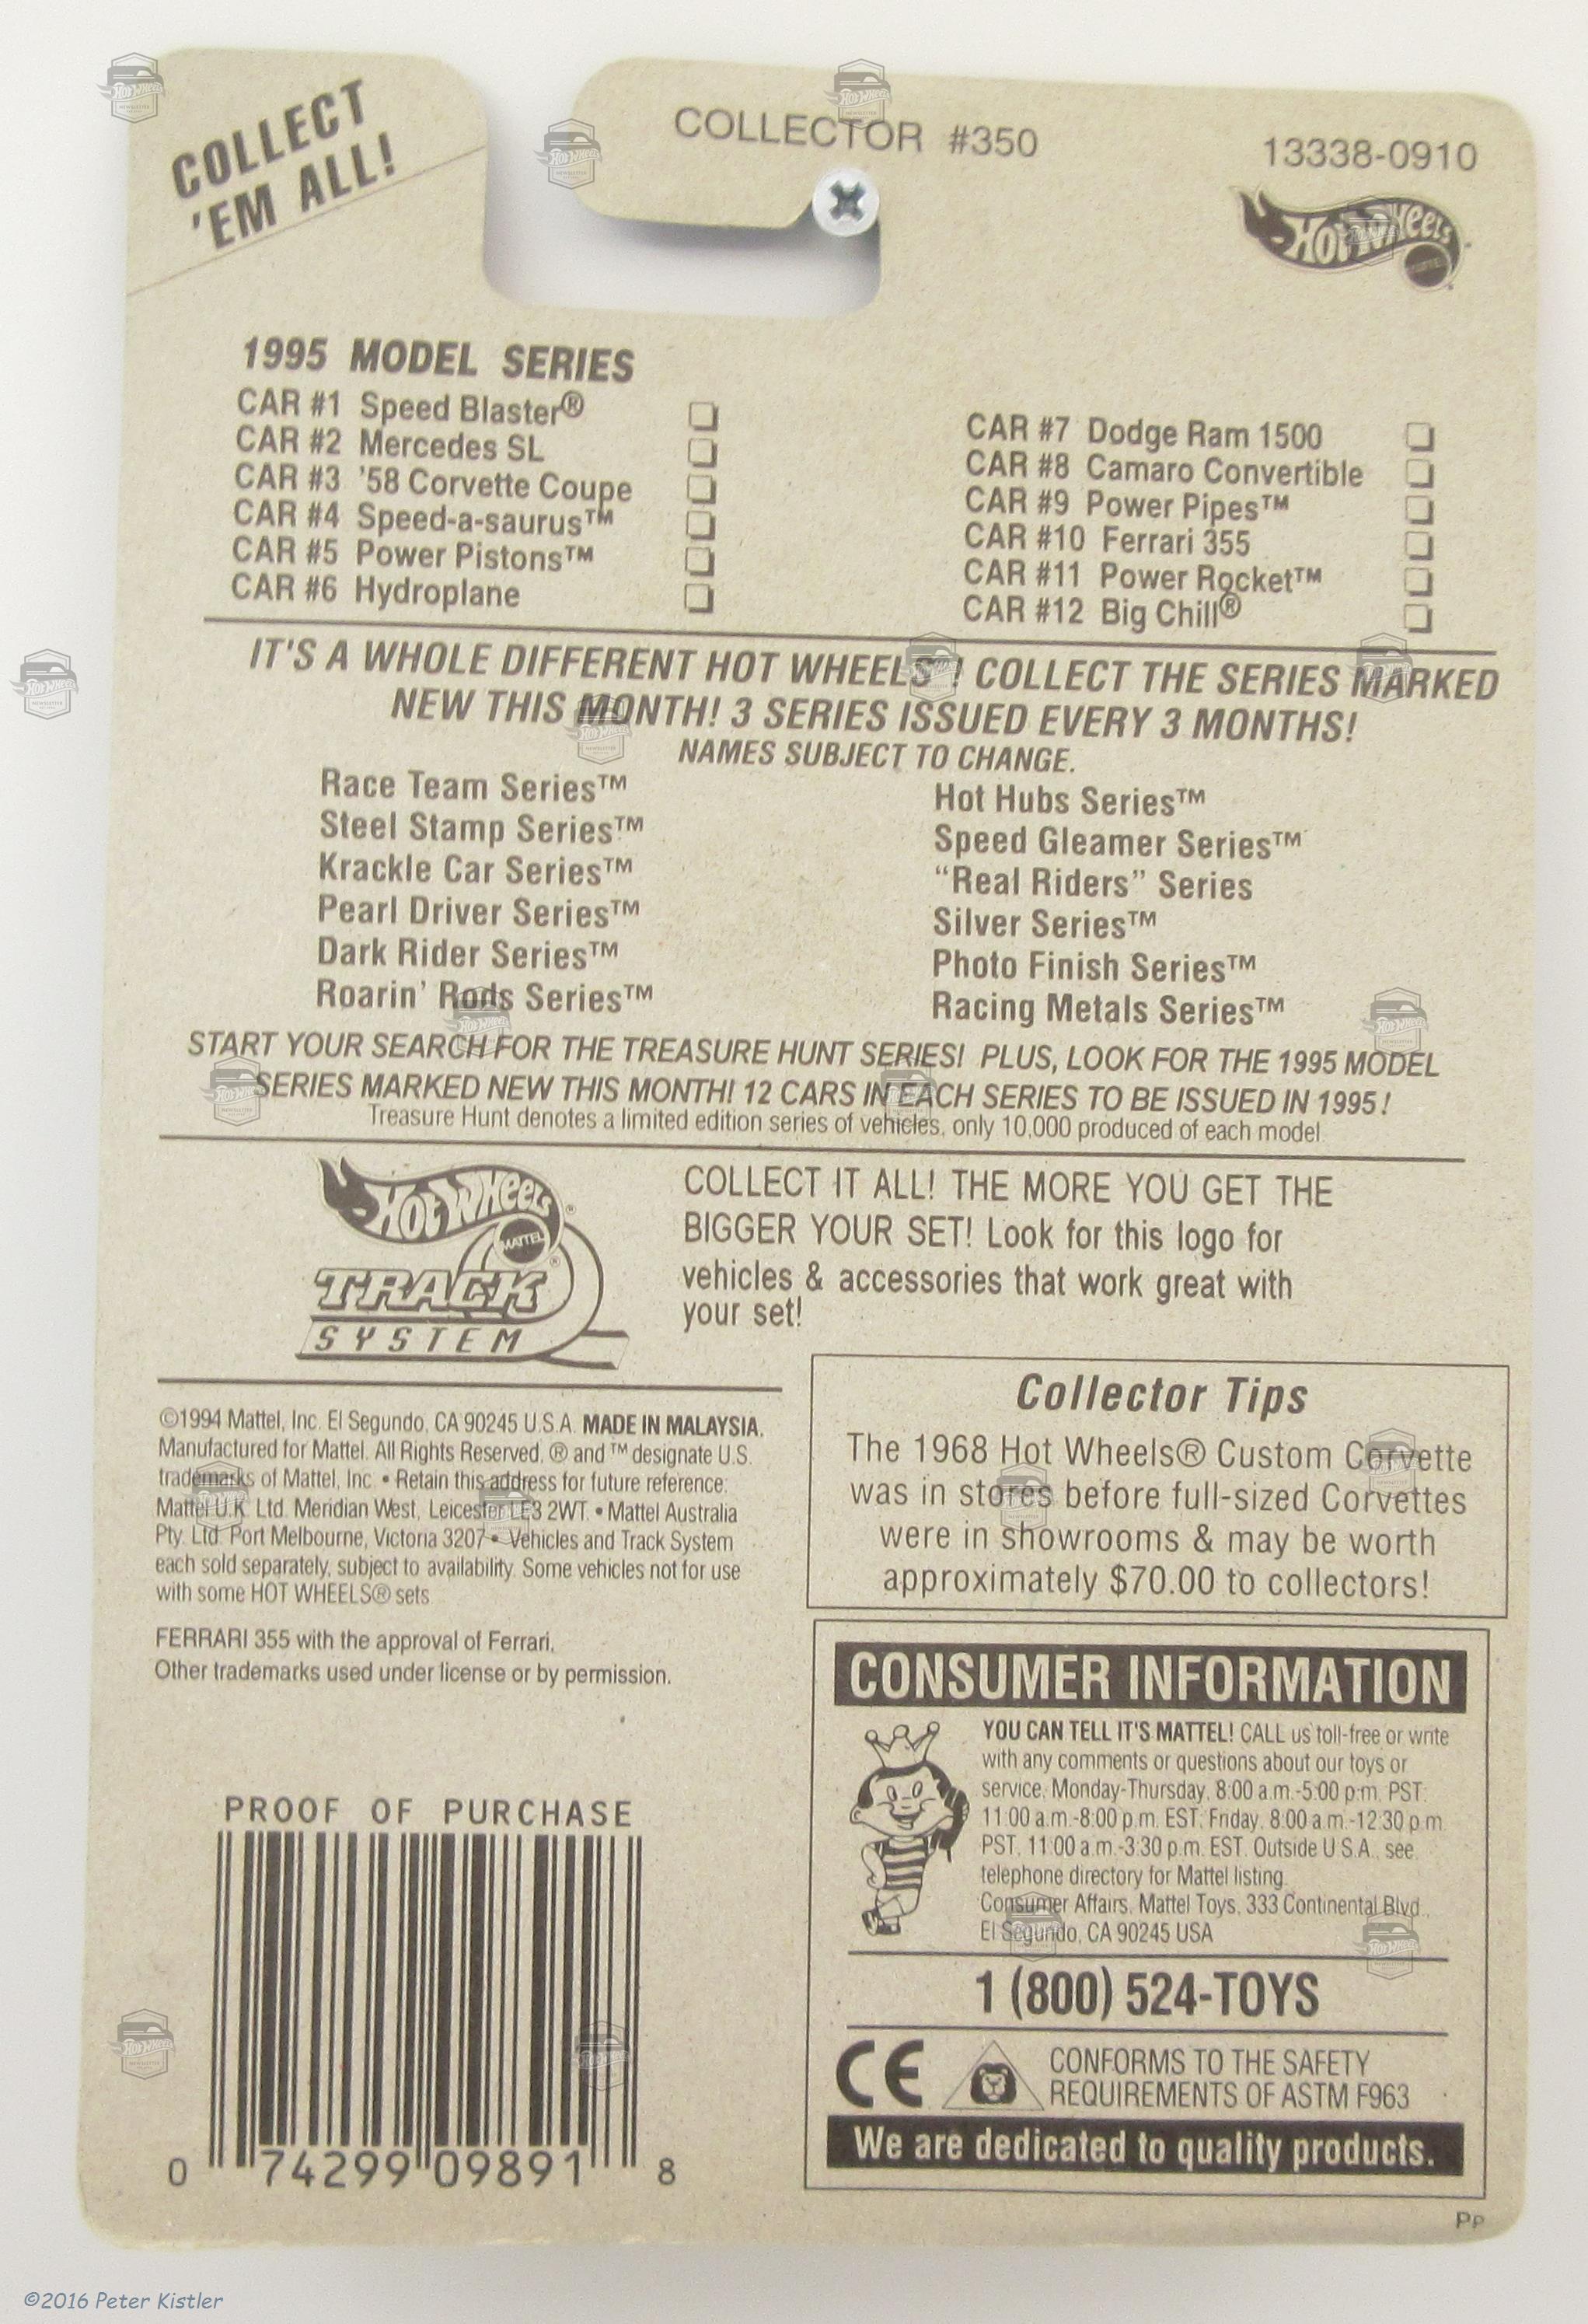 COLLECT
'EM ALL!
COLLECTOR #350
13338-0910
HOT WHEELS
MATTEL
1995 MODEL SERIES
CAR #1 Speed Blaster®
CAR #2 Mercedes SL
CAR #3 '58 Corvette Coupe
CAR #4 Speed-a-saurus™
CAR #5 Power Pistons™
CAR #6 Hydroplane
CAR #7 Dodge Ram 1500
CAR #8 Camaro Convertible
CAR #9 Power Pipes™
CAR #10 Ferrari 355
CAR #11 Power Rocket™
CAR #12 Big Chill®
IT'S A WHOLE DIFFERENT HOT WHEELS! COLLECT THE SERIES MARKED
NEW THIS MONTH! 3 SERIES ISSUED EVERY 3 MONTHS!
NAMES SUBJECT TO CHANGE.
Race Team Series™
Steel Stamp Series™
Krackle Car Series™
Pearl Driver Series™
Dark Rider Series™
Roarin' Rods Series™
Hot Hubs Series™
Speed Gleamer Series™
“Real Riders” Series
Silver Series™
Photo Finish Series™
Racing Metals Series™
START YOUR SEARCH FOR THE TREASURE HUNT SERIES! PLUS, LOOK FOR THE 1995 MODEL
SERIES MARKED NEW THIS MONTH! 12 CARS IN EACH SERIES TO BE ISSUED IN 1995!
Treasure Hunt denotes a limited edition series of vehicles, only 10,000 produced of each model.
HOT WHEELS®
MATTEL®
TRACK
SYSTEM
COLLECT IT ALL! THE MORE YOU GET THE
BIGGER YOUR SET! Look for this logo for
vehicles & accessories that work great with
your set!
©1994 Mattel, Inc. El Segundo, CA 90245 U.S.A. MADE IN MALAYSIA.
Manufactured for Mattel. All Rights Reserved. ® and ™ designate U.S.
trademarks of Mattel, Inc. • Retain this address for future reference:
Mattel U.K. Ltd. Meridian West, Leicester LE3 2WT. • Mattel Australia
Pty. Ltd. Port Melbourne, Victoria 3207 • Vehicles and Track System
each sold separately, subject to availability. Some vehicles not for use
with some HOT WHEELS® sets.
FERRARI 355 with the approval of Ferrari.
Other trademarks used under license or by permission.
Collector Tips
The 1968 Hot Wheels® Custom Corvette
was in stores before full-sized Corvettes
were in showrooms & may be worth
approximately $70.00 to collectors!
CONSUMER INFORMATION
YOU CAN TELL IT'S MATTEL! CALL us toll-free or write
with any comments or questions about our toys or
service, Monday-Thursday, 8:00 a.m.-5:00 p.m. PST;
11:00 a.m.-8:00 p.m. EST; Friday, 8:00 a.m.-12:30 p.m.
PST, 11:00 a.m.-3:30 p.m. EST. Outside U.S.A., see
telephone directory for Mattel listing.
Consumer Affairs, Mattel Toys, 333 Continental Blvd.,
El Segundo, CA 90245 USA
1 (800) 524-TOYS
CE
CONFORMS TO THE SAFETY
REQUIREMENTS OF ASTM F963
We are dedicated to quality products.
PROOF OF PURCHASE
0 74299 09891 8
PP
©2016 Peter Kistler